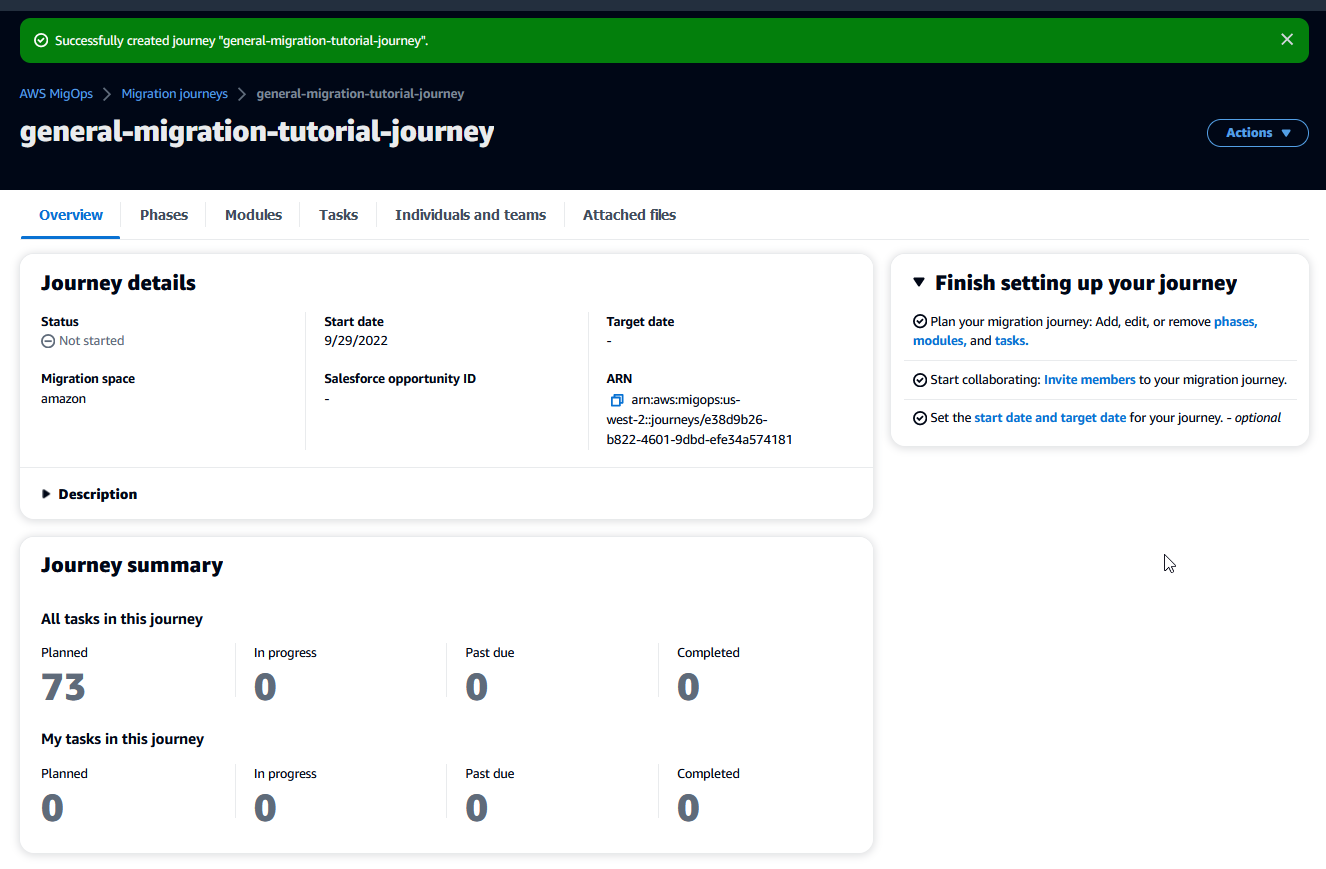 Successfully created journey "general-migration-tutorial-journey".
AWS MigOps
Migration journeys
general-migration-tutorial-journey
general-migration-tutorial-journey
Actions
Overview
Phases
Modules
Tasks
Individuals and teams
Attached files
Journey details
Status
Not started
Start date
9/29/2022
Target date
-
Migration space
amazon
Salesforce opportunity ID
-
ARN
arn:aws:migops:us-
west-2::journeys/e38d9b26-
b822-4601-9dbd-efe34a574181
Description
Finish setting up your journey
Plan your migration journey: Add, edit, or remove phases,
modules, and tasks.
Start collaborating: Invite members to your migration journey.
Set the start date and target date for your journey. - optional
Journey summary
All tasks in this journey
Planned
73
In progress
0
Past due
0
Completed
0
My tasks in this journey
Planned
0
In progress
0
Past due
0
Completed
0